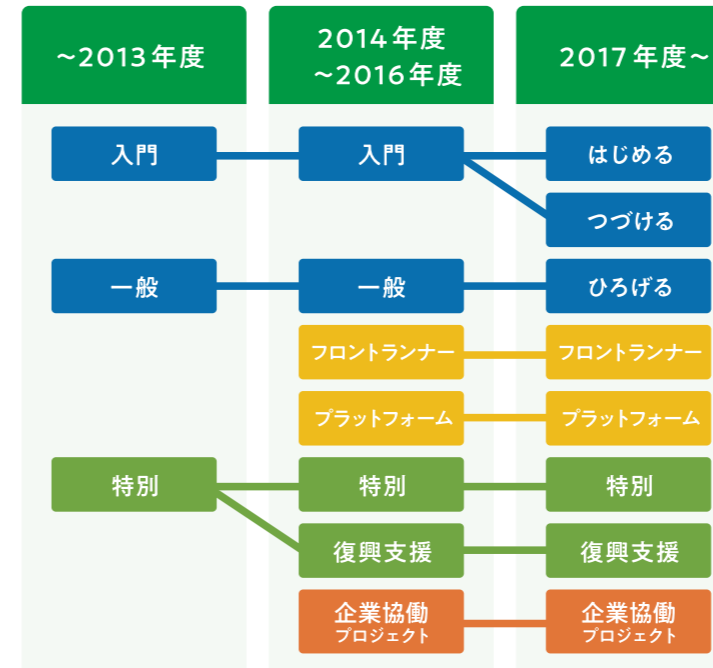 ~2013年度
2014年度
~2016年度
2017年度~
入門
入門
はじめる
つづける
一般
一般
ひろげる
フロントランナー
フロントランナー
プラットフォーム
プラットフォーム
特別
特別
特別
復興支援
復興支援
企業協働
プロジェクト
企業協働
プロジェクト